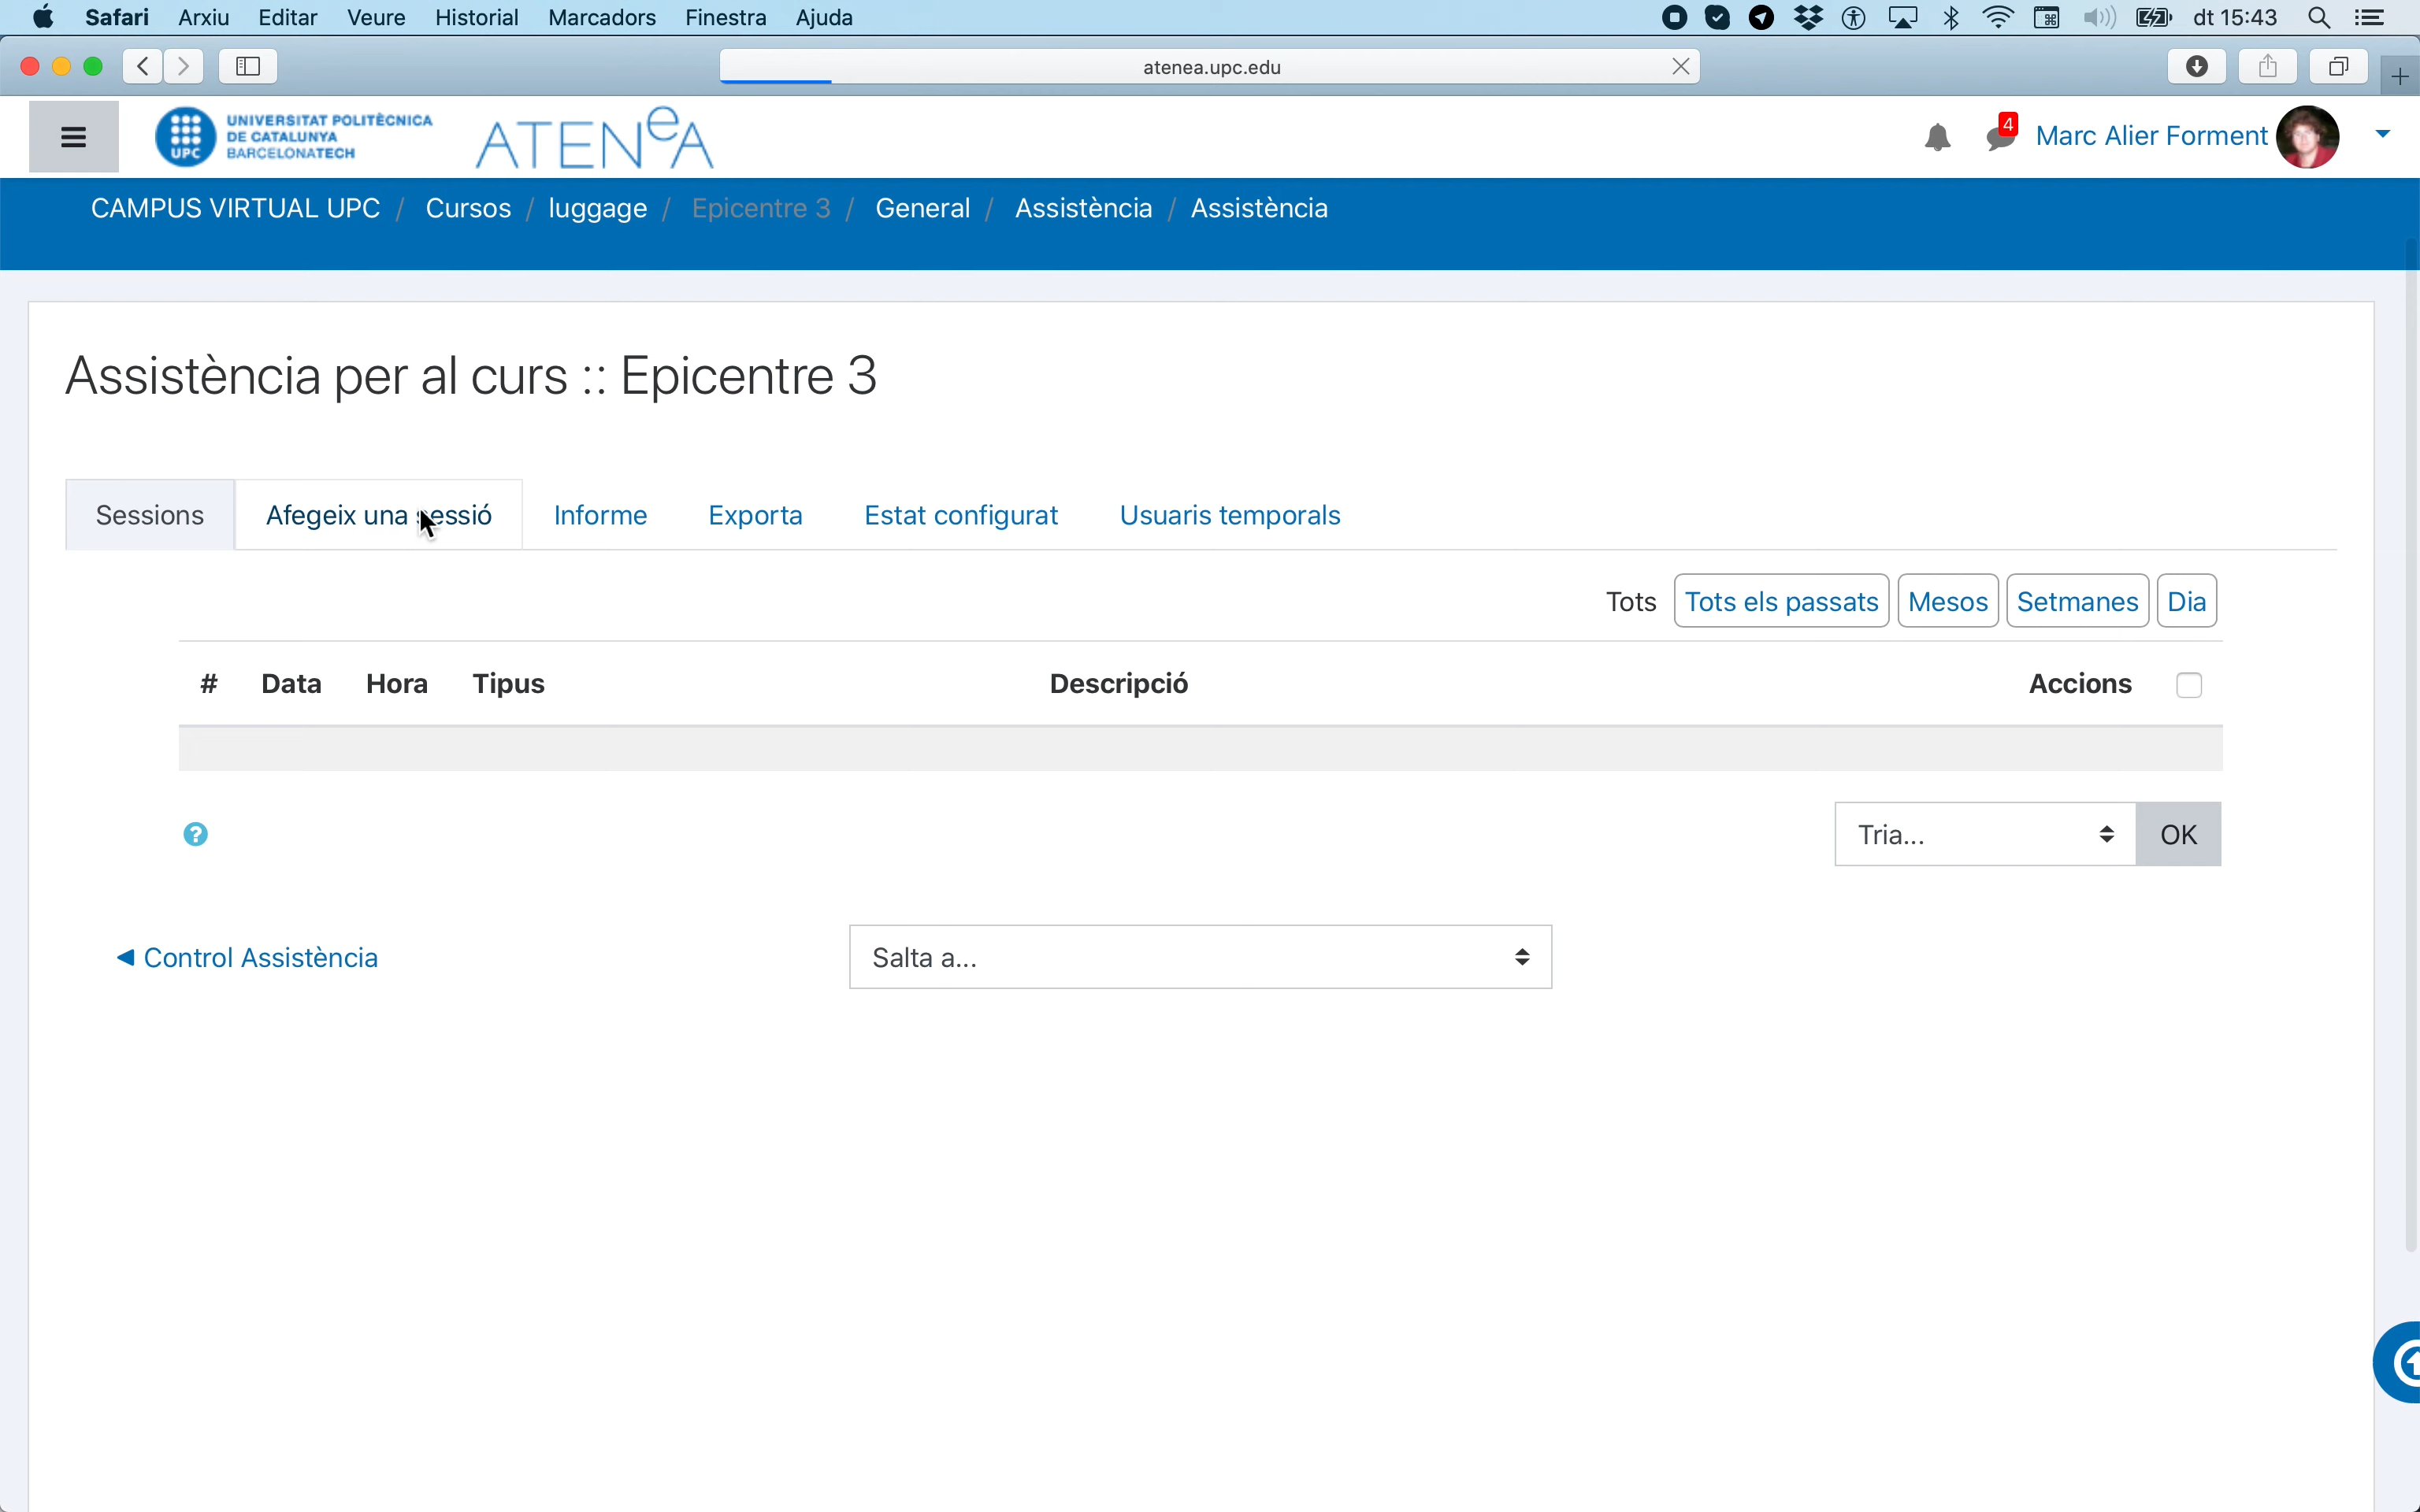 Safari Arxiu Editar Veure Historial Marcadors Finestra Ajuda dt 15:43
atenea.upc.edu
UPC
UNIVERSITAT POLITÈCNICA
DE CATALUNYA
BARCELONATECH
ATENeA
4
Marc Alier Forment
CAMPUS VIRTUAL UPC / Cursos / luggage / Epicentre 3 / General / Assistència / Assistència
Assistència per al curs :: Epicentre 3
Sessions Afegeix una sessió Informe Exporta Estat configurat Usuaris temporals
Tots Tots els passats Mesos Setmanes Dia
# Data Hora Tipus Descripció Accions
?
Tria... OK
◄ Control Assistència Salta a...